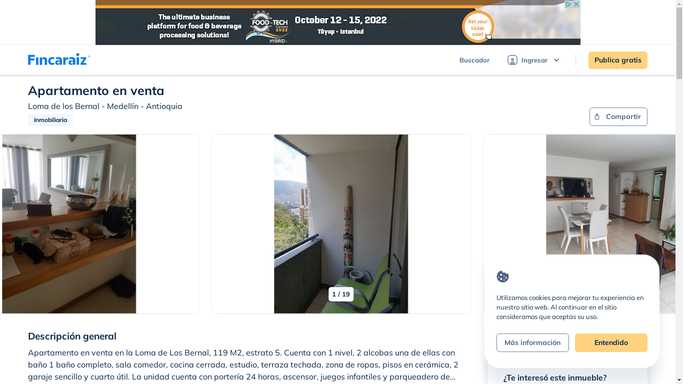 The ultimate business
platform for food & beverage
processing solutions!
FOOD-TECH
HYBRID
October 12 - 15, 2022
Tüyap - Istanbul
Get your
ticket
now!
Fincaraiz
Buscador
Ingresar
Publica gratis
Apartamento en venta
Loma de los Bernal - Medellín - Antioquia
Inmobiliaria
Compartir
1 / 19
Utilizamos cookies para mejorar tu experiencia en
nuestro sitio web. Al continuar en el sitio
consideramos que aceptas su uso.
Más información
Entendido
Descripción general
Apartamento en venta en la Loma de Los Bernal, 119 M2, estrato 5. Cuenta con 1 nivel, 2 alcobas una de ellas con
baño 1 baño completo, sala comedor, cocina cerrada, estudio, terraza techada, zona de ropas, pisos en cerámica, 2
garaje sencillo y cuarto útil. La unidad cuenta con portería 24 horas, ascensor, juegos infantiles y parqueadero de...
¿Te interesó este inmueble?